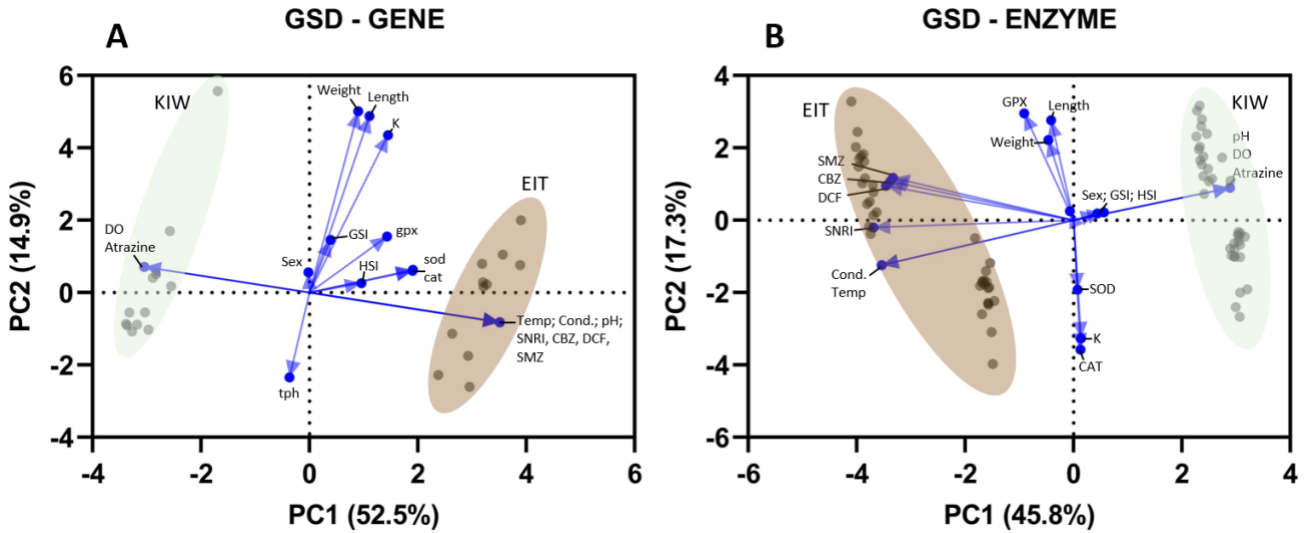 GSD - GENE
A
KIW
Weight
Length
K
EIT
DO
Atrazine
Sex
GSI
gpx
HSI
sod
cat
Temp; Cond.; pH;
SNRI, CBZ, DCF,
SMZ
tph
6
4
2
0
-2
-4
-4
-2
0
2
4
6
PC2 (14.9%)
PC1 (52.5%)
GSD - ENZYME
B
EIT
GPX
Length
Weight
KIW
pH
DO
Atrazine
SMZ
CBZ
DCF
SNRI
Sex; GSI; HSI
Cond.
Temp
SOD
K
CAT
4
2
0
-2
-4
-6
-6
-4
-2
0
2
4
PC2 (17.3%)
PC1 (45.8%)